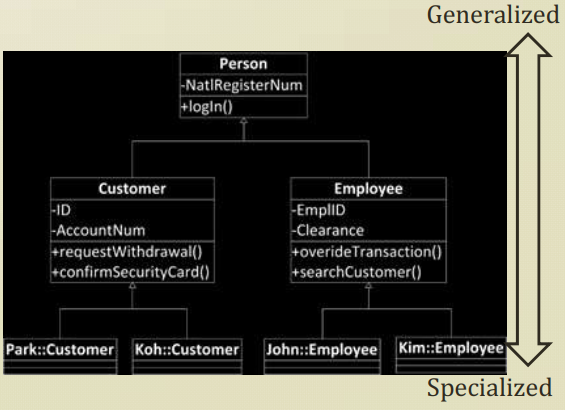 Generalized
Person
-NatlRegisterNum
+logIn()
Customer
-ID
-AccountNum
+requestWithdrawal()
+confirmSecurityCard()
Employee
-EmplID
-Clearance
+overideTransaction()
+searchCustomer()
Park::Customer
Koh::Customer
John::Employee
Kim::Employee
Specialized